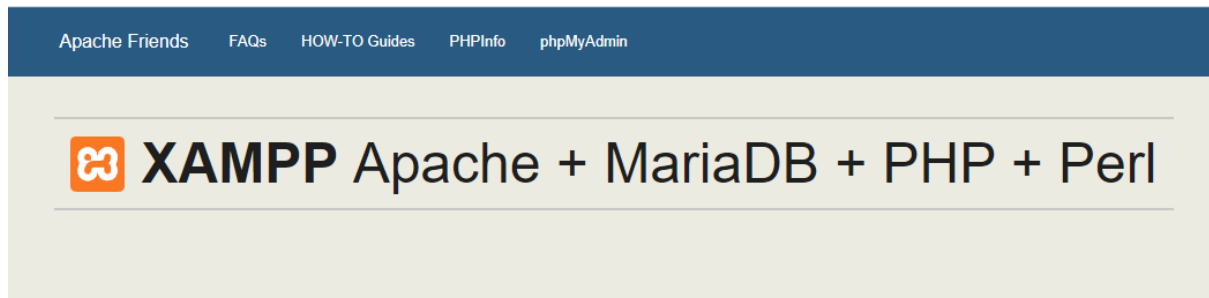 Apache Friends FAQs HOW-TO Guides PHPInfo phpMyAdmin
XAMPP Apache + MariaDB + PHP + Perl